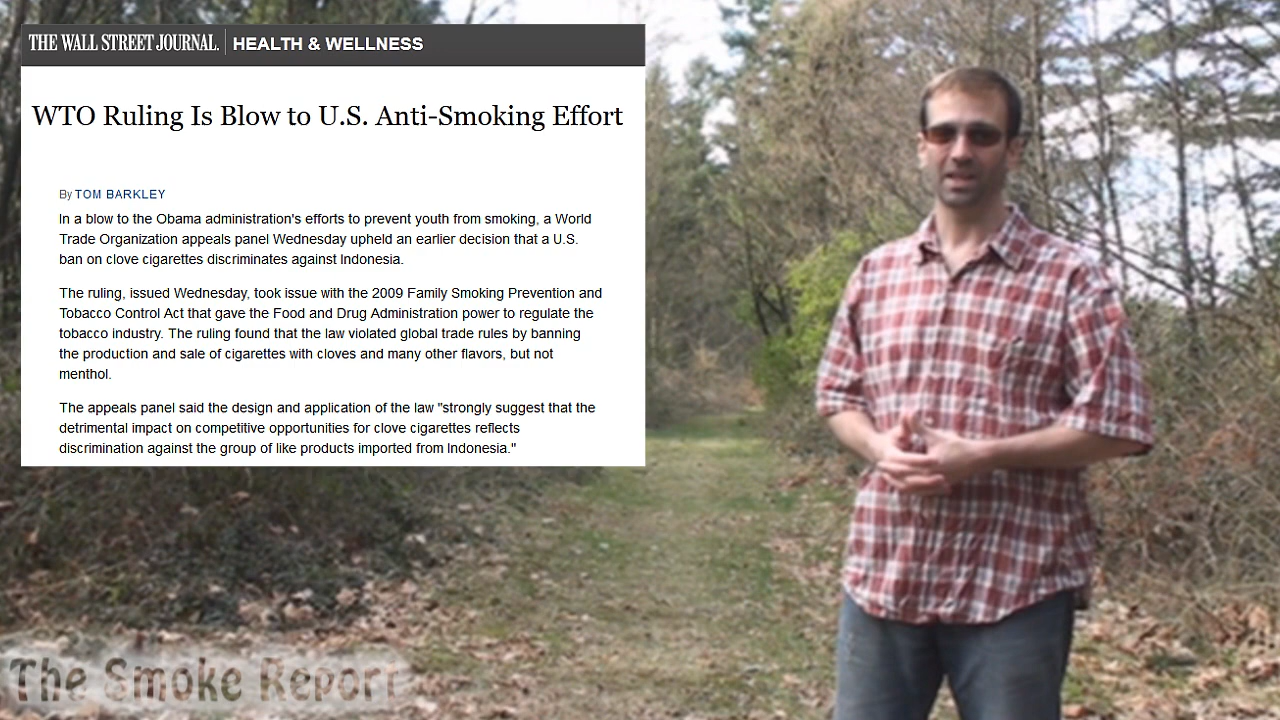 THE WALL STREET JOURNAL. HEALTH & WELLNESS
WTO Ruling Is Blow to U.S. Anti-Smoking Effort
By TOM BARKLEY
In a blow to the Obama administration's efforts to prevent youth from smoking, a World
Trade Organization appeals panel Wednesday upheld an earlier decision that a U.S.
ban on clove cigarettes discriminates against Indonesia.
The ruling, issued Wednesday, took issue with the 2009 Family Smoking Prevention and
Tobacco Control Act that gave the Food and Drug Administration power to regulate the
tobacco industry. The ruling found that the law violated global trade rules by banning
the production and sale of cigarettes with cloves and many other flavors, but not
menthol.
The appeals panel said the design and application of the law "strongly suggest that the
detrimental impact on competitive opportunities for clove cigarettes reflects
discrimination against the group of like products imported from Indonesia."
The Smoke Report